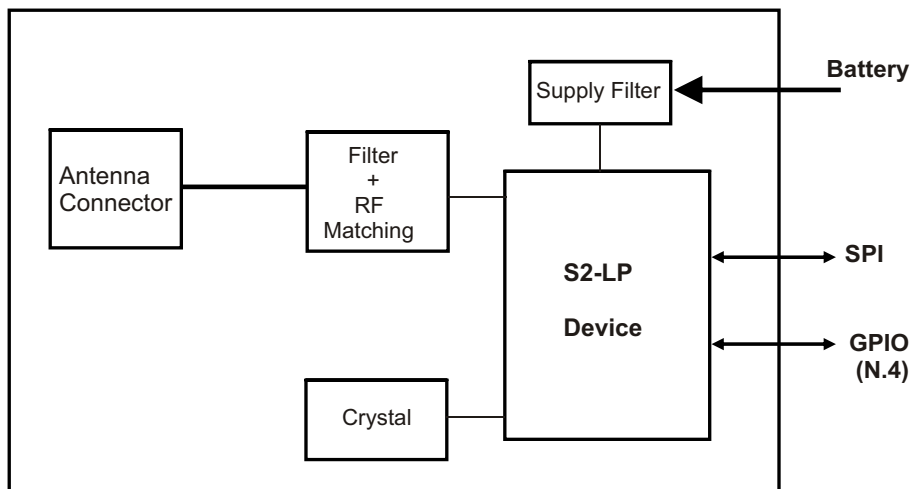 Battery
Supply Filter
Antenna
Connector
Filter
+
RF
Matching
S2-LP
Device
SPI
GPIO
(N.4)
Crystal